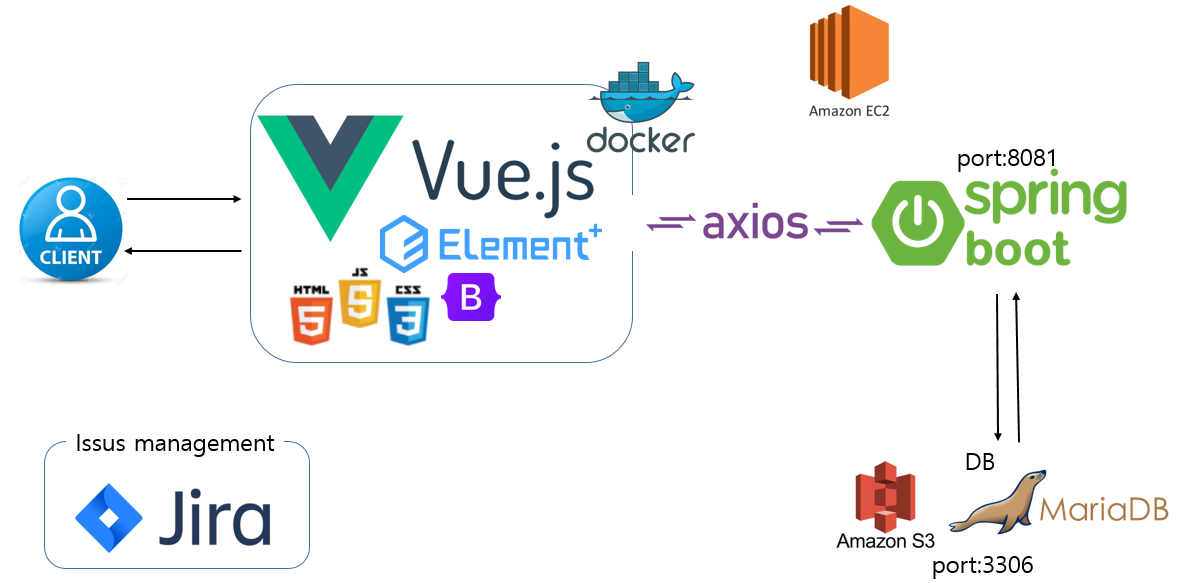 Amazon EC2
docker
port:8081
Vue.js
spring
boot
axios
CLIENT
Element+
HTML
5
JS
5
CSS
3
B
Issus management
Jira
DB
MariaDB
Amazon S3
port:3306